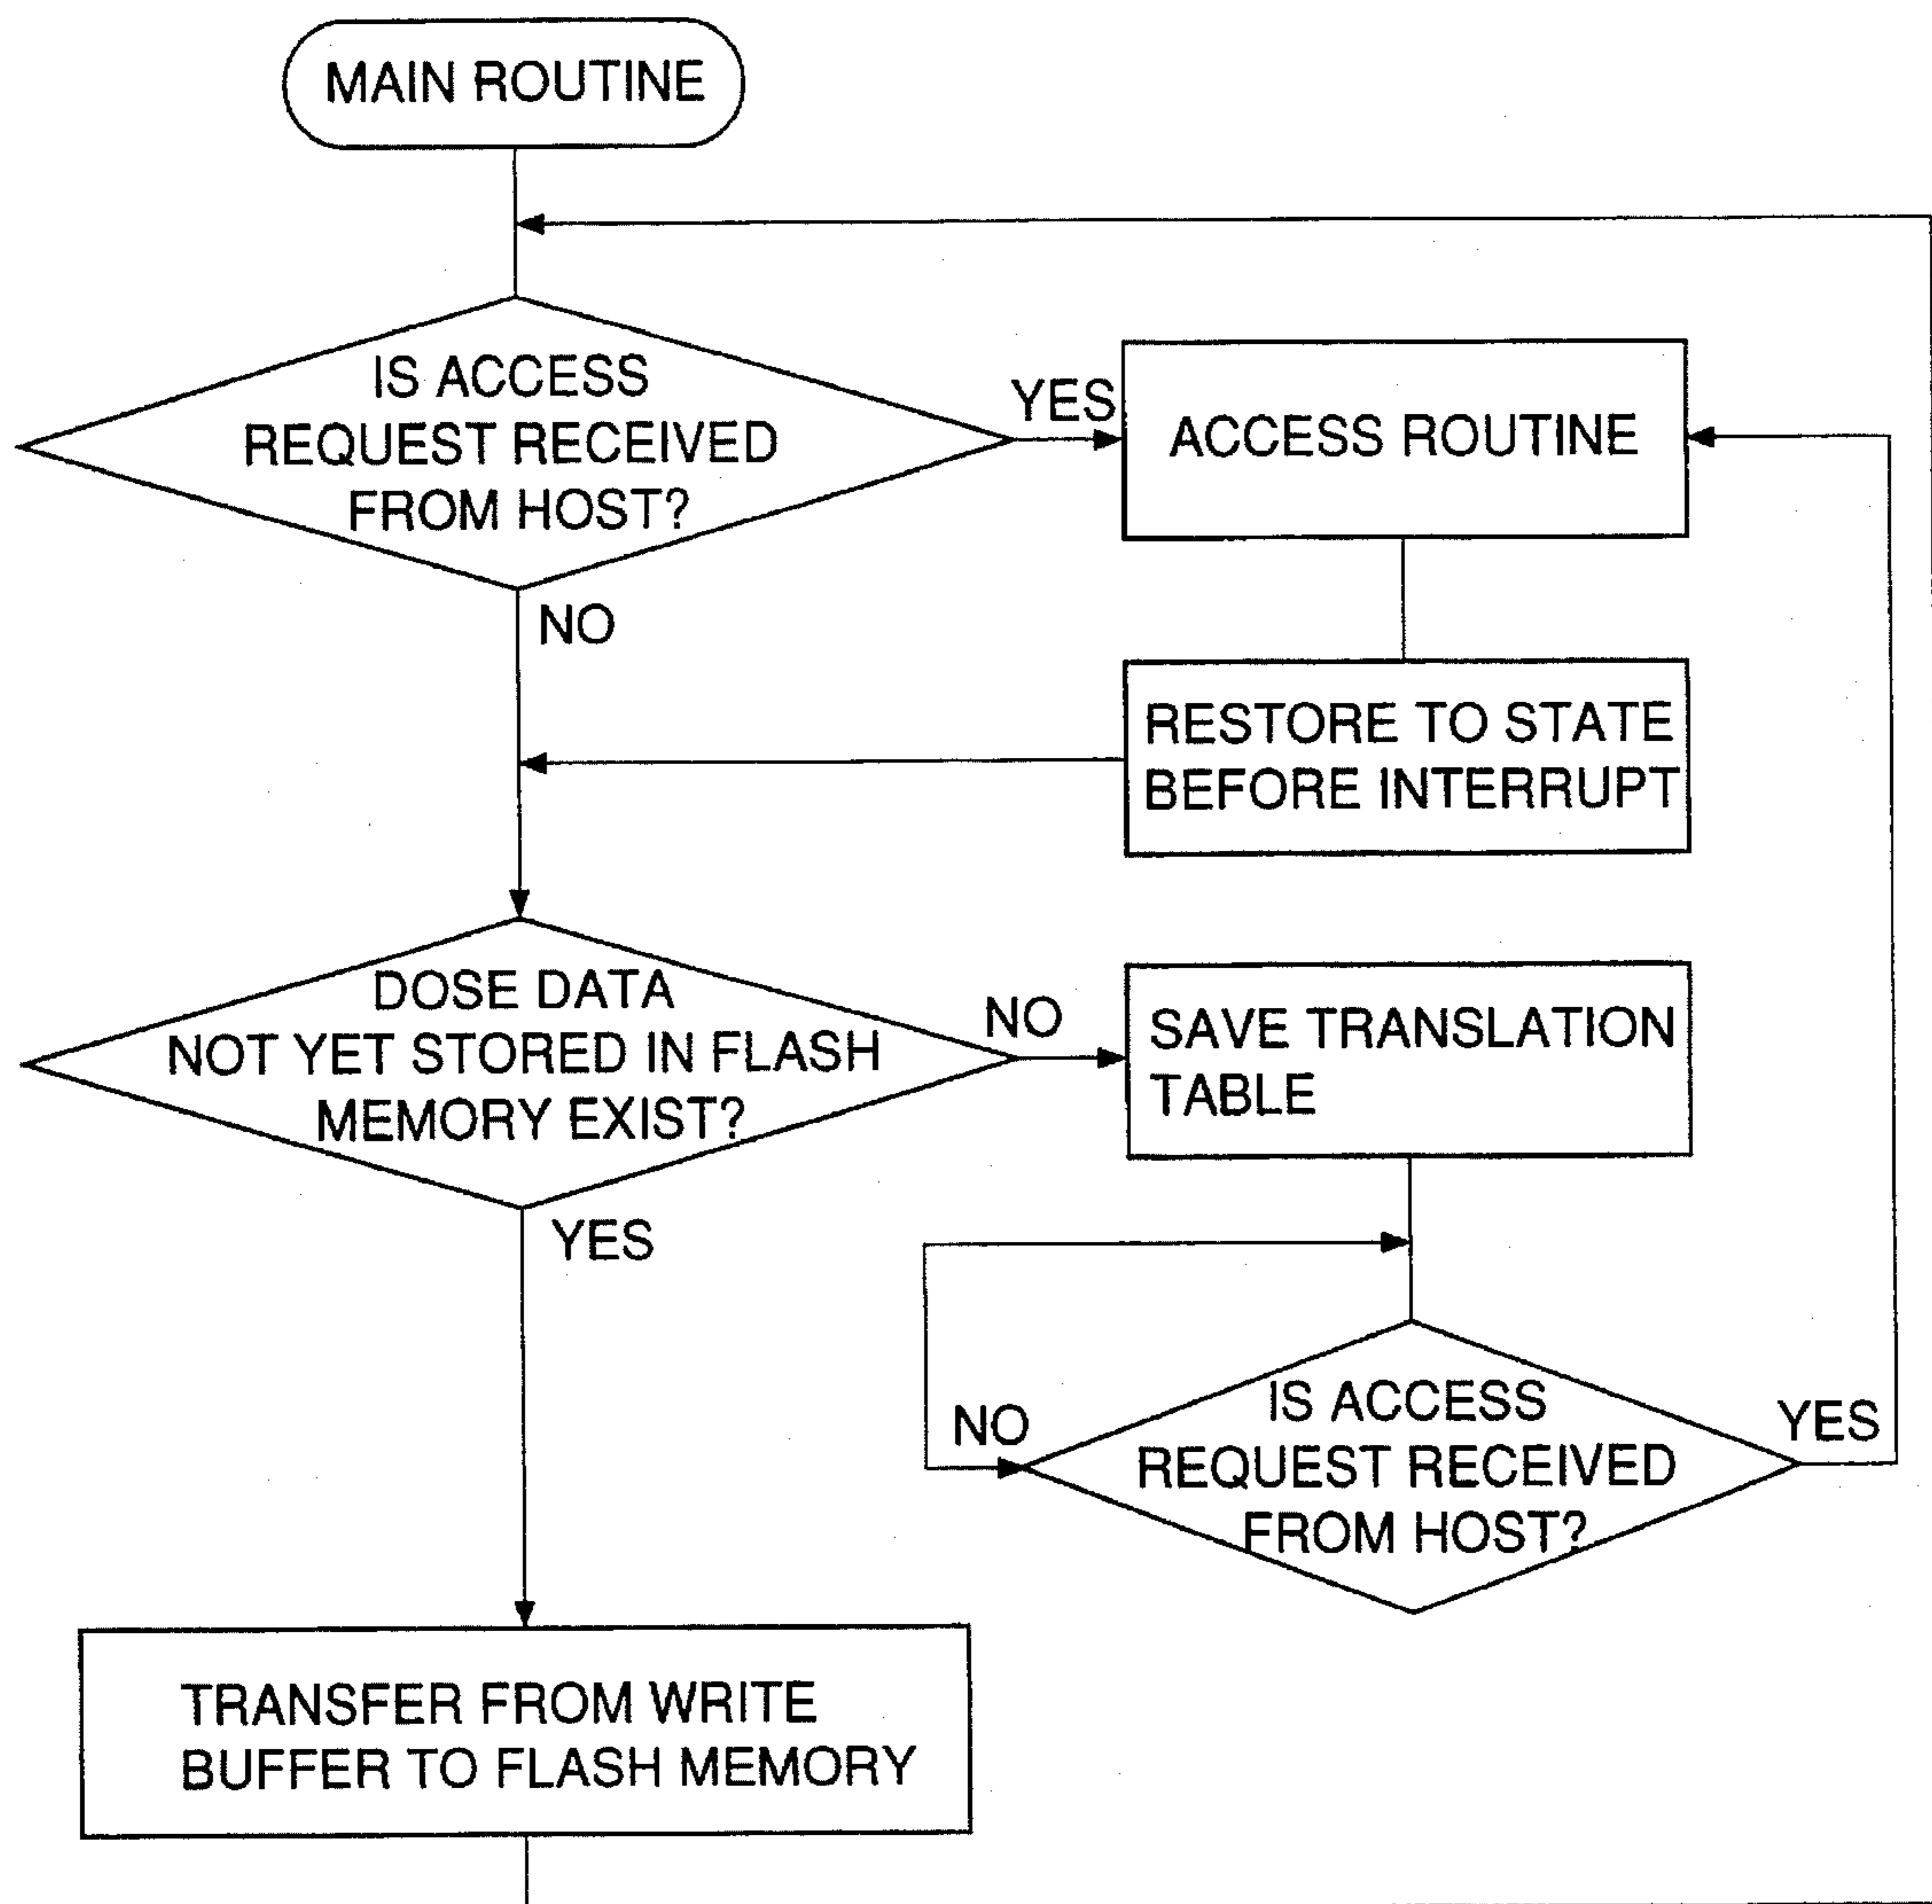 MAIN ROUTINE
IS ACCESS
REQUEST RECEIVED
FROM HOST?
YES
ACCESS ROUTINE
NO
RESTORE TO STATE
BEFORE INTERRUPT
DOSE DATA
NOT YET STORED IN FLASH
MEMORY EXIST?
NO
SAVE TRANSLATION
TABLE
YES
IS ACCESS
REQUEST RECEIVED
FROM HOST?
NO
YES
TRANSFER FROM WRITE
BUFFER TO FLASH MEMORY